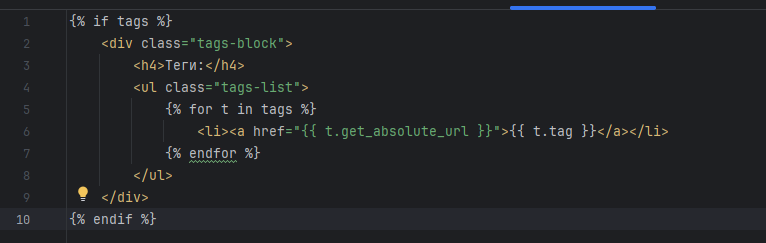 1 {% if tags %}
2     <div class="tags-block">
3         <h4>Теги:</h4>
4         <ul class="tags-list">
5             {% for t in tags %}
6                 <li><a href="{{ t.get_absolute_url }}">{{ t.tag }}</a></li>
7             {% endfor %}
8         </ul>
9     </div>
10 {% endif %}